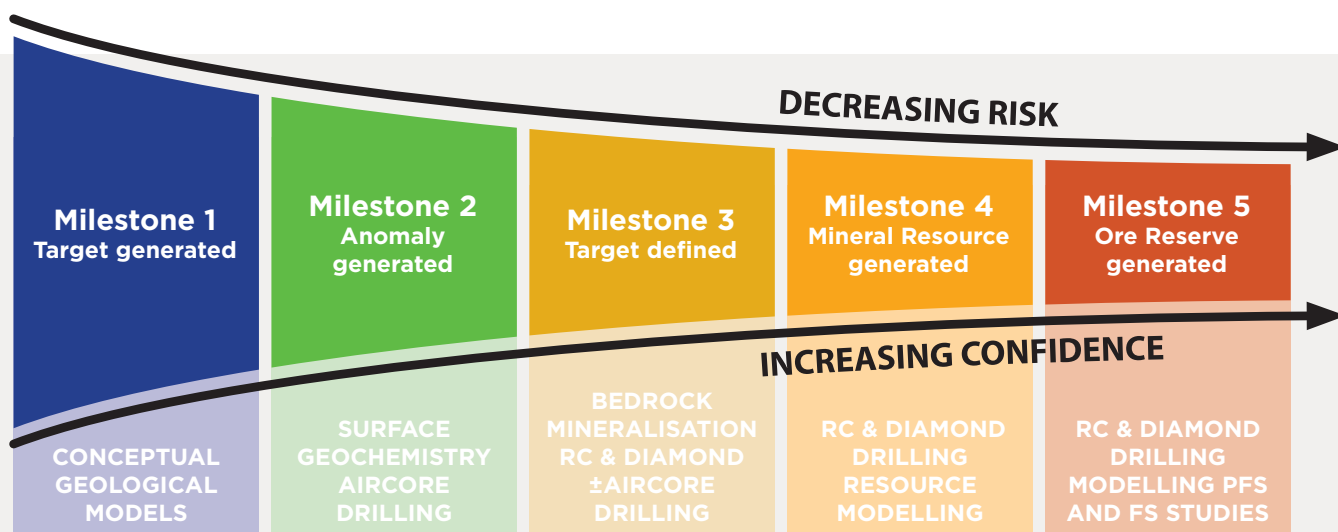 DECREASING RISK
Milestone 1
Target generated
Milestone 2
Anomaly
generated
Milestone 3
Target defined
Milestone 4
Mineral Resource
generated
Milestone 5
Ore Reserve
generated
INCREASING CONFIDENCE
CONCEPTUAL
GEOLOGICAL
MODELS
SURFACE
GEOCHEMISTRY
AIRCORE
DRILLING
BEDROCK
MINERALISATION
RC & DIAMOND
±AIRCORE
DRILLING
RC & DIAMOND
DRILLING
RESOURCE
MODELLING
RC & DIAMOND
DRILLING
MODELLING PFS
AND FS STUDIES